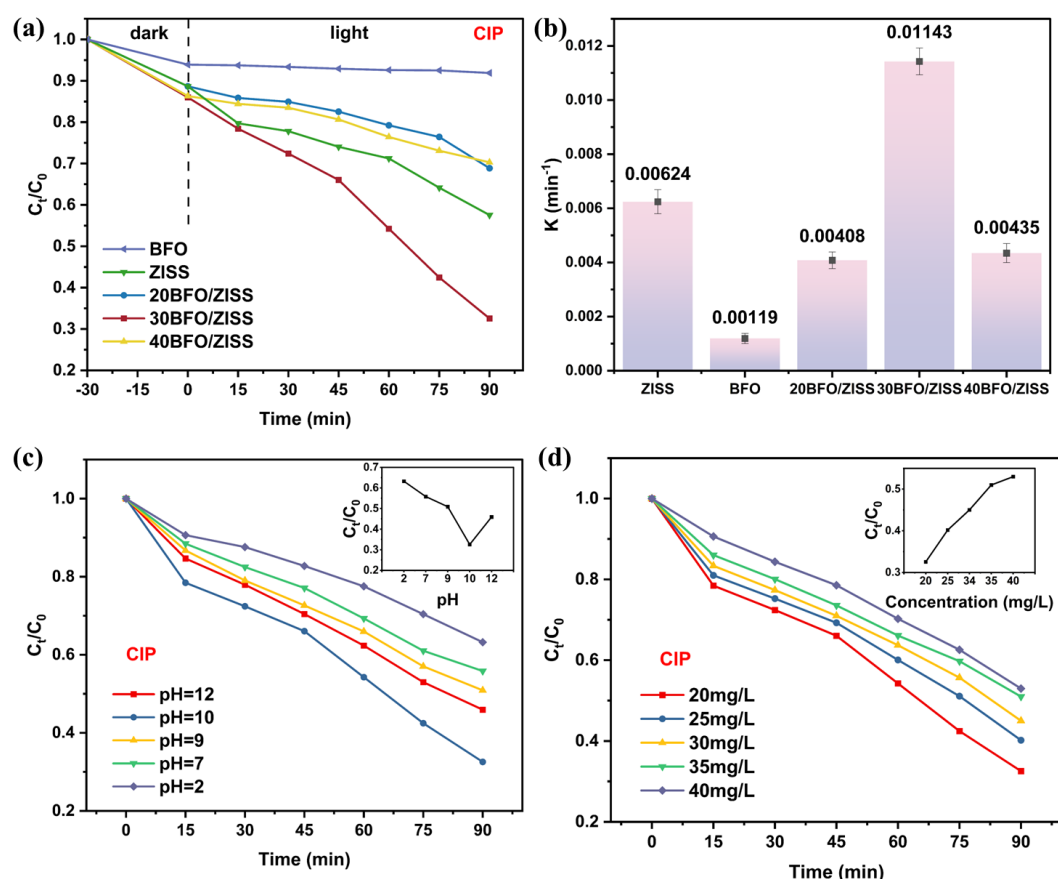 (a)
dark
light
CIP
1.0
0.9
0.8
0.7
0.6
0.5
0.4
0.3
0.2
Ct/C0
BFO
ZISS
20BFO/ZISS
30BFO/ZISS
40BFO/ZISS
-30 -15 0 15 30 45 60 75 90
Time (min)
(b)
0.012
0.010
0.008
0.006
0.004
0.002
0.000
K (min-1)
0.00624
0.00119
0.00408
0.01143
0.00435
ZISS BFO 20BFO/ZISS 30BFO/ZISS 40BFO/ZISS
(c)
1.0
0.8
0.6
0.4
0.2
Ct/C0
CIP
pH=12
pH=10
pH=9
pH=7
pH=2
0 15 30 45 60 75 90
Time (min)
0.7
0.6
0.5
0.4
0.3
0.2
Ct/C0
2 7 9 10 12
pH
(d)
1.0
0.8
0.6
0.4
0.2
Ct/C0
CIP
20mg/L
25mg/L
30mg/L
35mg/L
40mg/L
0 15 30 45 60 75 90
Time (min)
0.5
0.4
0.3
Ct/C0
20 25 34 35 40
Concentration (mg/L)